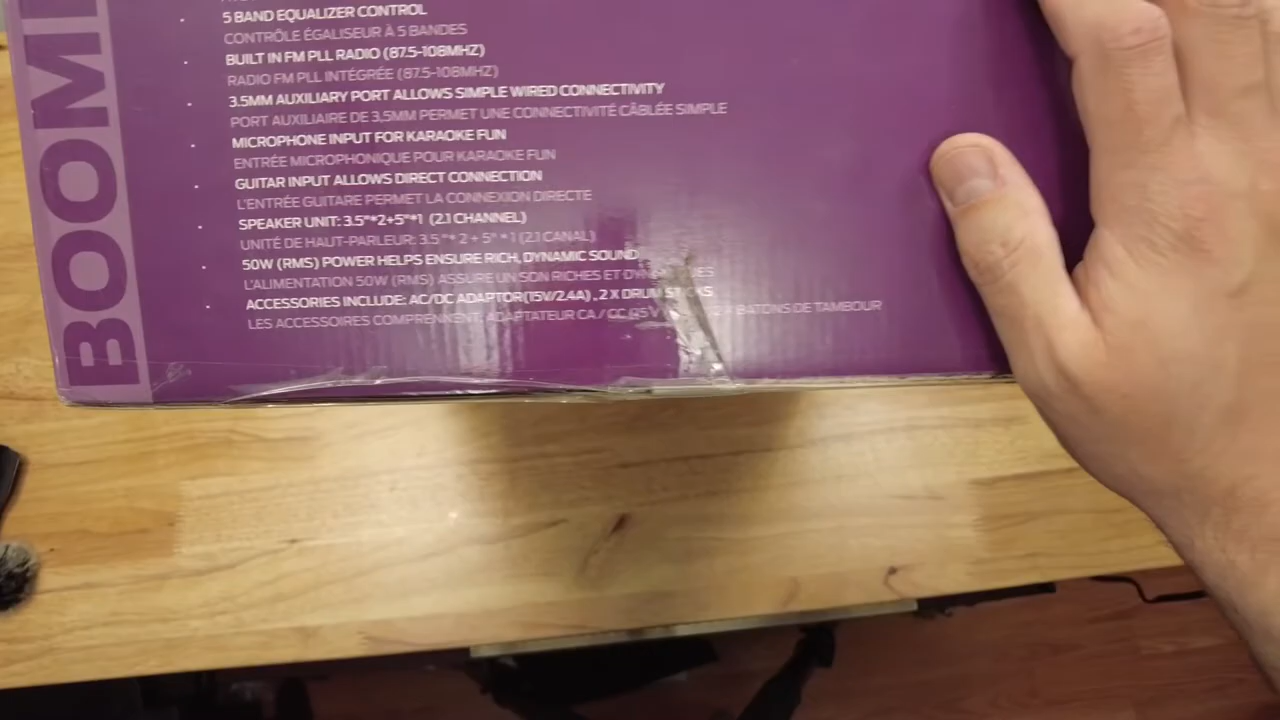 BOOM
5 BAND EQUALIZER CONTROL
CONTRÔLE ÉGALISEUR À 5 BANDES
BUILT IN FM PLL RADIO (87.5-108MHZ)
RADIO FM PLL INTÉGRÉE (87.5-108MHZ)
3.5MM AUXILIARY PORT ALLOWS SIMPLE WIRED CONNECTIVITY
PORT AUXILIAIRE DE 3,5MM PERMET UNE CONNECTIVITÉ CÂBLÉE SIMPLE
MICROPHONE INPUT FOR KARAOKE FUN
ENTRÉE MICROPHONIQUE POUR KARAOKE FUN
GUITAR INPUT ALLOWS DIRECT CONNECTION
L'ENTRÉE GUITARE PERMET LA CONNEXION DIRECTE
SPEAKER UNIT: 3.5"*2+5"*1 (2.1 CHANNEL)
UNITÉ DE HAUT-PARLEUR: 3.5 "* 2 + 5" * 1 (2.1 CANAL)
50W (RMS) POWER HELPS ENSURE RICH, DYNAMIC SOUND
L'ALIMENTATION 50W (RMS) ASSURE UN SON RICHES ET DYNAMIQUES
ACCESSORIES INCLUDE: AC/DC ADAPTOR(15V/2.4A) , 2 X DRUM STICKS
LES ACCESSOIRES COMPRENNENT: ADAPTATEUR CA / CC (15V 2 X BATONS DE TAMBOUR